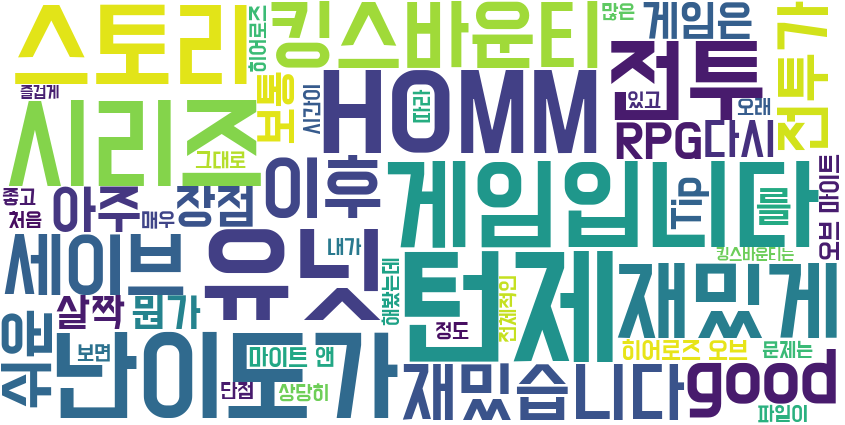 스토리
히어로즈
킹스바운티
많은
게임은
전투가
즐겁게
보통
시간이
HOMM
따라
전투
있고
오래
시리즈
그대로
RPG
다시
좋고
처음
아주
매우
장점
이후
게임입니다
Tip
를
오브 마이트
세이브
유닛
내가
해봤는데
턴제
전체적인
킹스바운티는
재밌게
살짝
뭔가
정도
쉬운
보면
난이도가
마이트 앤
단점
상당히
재밌습니다
히어로즈 오브
문제는
good
파일이